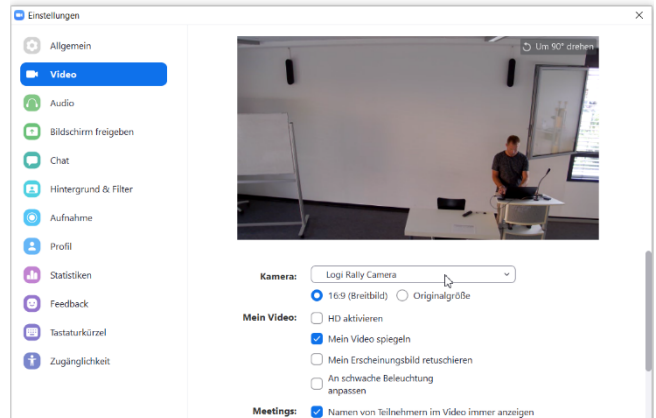 Einstellungen
Allgemein
Video
Audio
Bildschirm freigeben
Chat
Hintergrund & Filter
Aufnahme
Profil
Statistiken
Feedback
Tastaturkürzel
Zugänglichkeit
Um 90° drehen
Kamera: Logi Rally Camera
16:9 (Breitbild) Originalgröße
Mein Video: HD aktivieren
Mein Video spiegeln
Mein Erscheinungsbild retuschieren
An schwache Beleuchtung
anpassen
Meetings: Namen von Teilnehmern im Video immer anzeigen